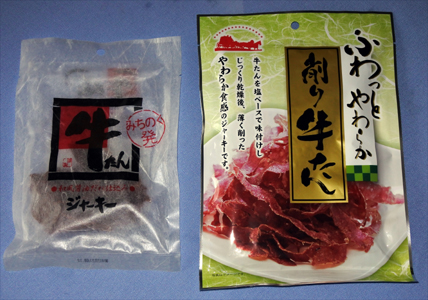 みちのく
発
牛たん
ジャーキー
ふわっと
やわらか
削り牛たん
牛たんを塩ベースで味付けし
じっくり乾燥後、薄く削った
やわらか食感のジャーキーです。